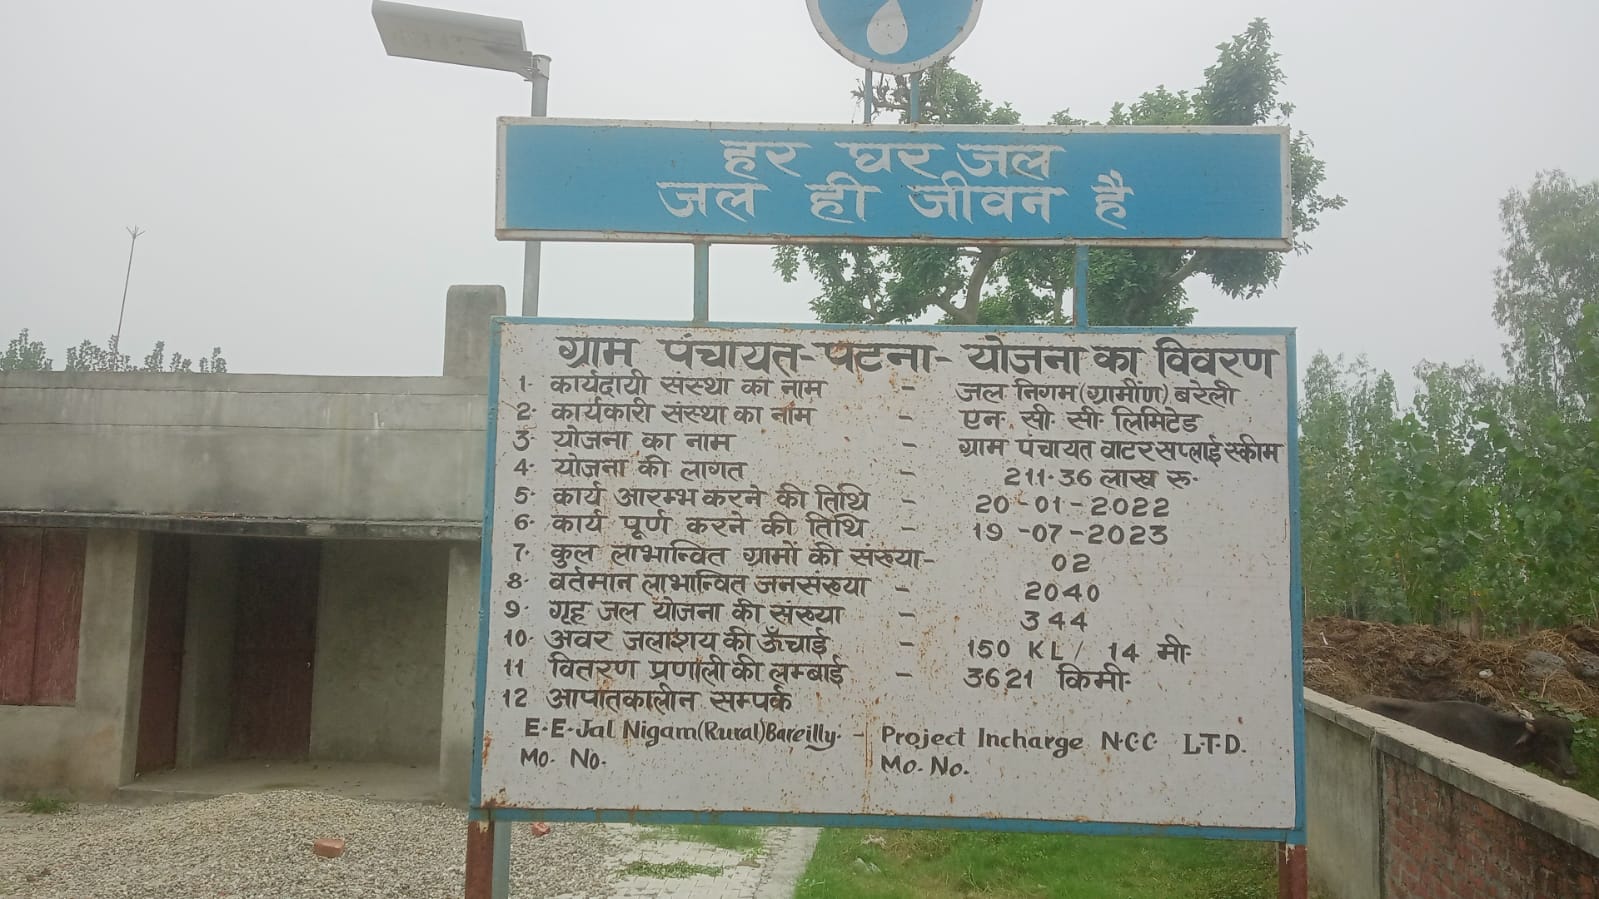 हर घर जल
जल ही जीवन है
ग्राम पंचायत-पटना- योजना का विवरण
1. कार्यदायी संस्था का नाम - जल निगम(ग्रामीण) बरेली
2. कार्यकारी संस्था का नाम - एन. सी. सी. लिमिटेड
3. योजना का नाम - ग्राम पंचायत वाटर सप्लाई स्कीम
4. योजना की लागत - 211.36 लाख रु.
5. कार्य आरम्भ करने की तिथि - 20-01-2022
6. कार्य पूर्ण करने की तिथि - 19-07-2023
7. कुल लाभान्वित ग्रामों की संख्या- 02
8. वर्तमान लाभान्वित जनसंख्या - 2040
9. गृह जल योजना की संख्या - 344
10. अवर जलाशय की ऊँचाई - 150 KL / 14 मी.
11 वितरण प्रणाली की लम्बाई - 3621 किमी.
12 आपातकालीन सम्पर्क
E.E.Jal Nigam(Rural)Bareilly. - Project Incharge N.C.C. L.T.D.
Mo. No. Mo. No.